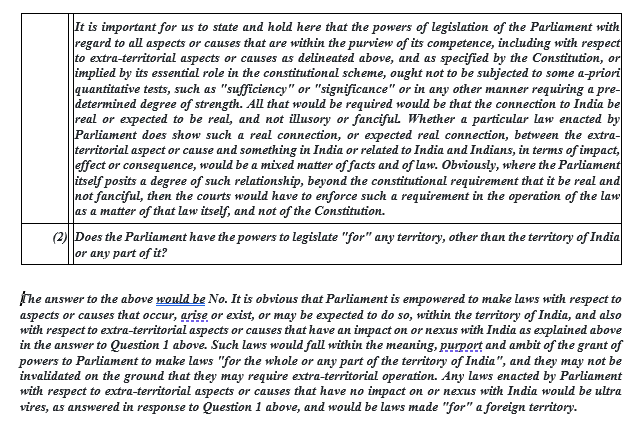 It is important for us to state and hold here that the powers of legislation of the Parliament with
regard to all aspects or causes that are within the purview of its competence, including with respect
to extra-territorial aspects or causes as delineated above, and as specified by the Constitution, or
implied by its essential role in the constitutional scheme, ought not to be subjected to some a-priori
quantitative tests, such as "sufficiency" or "significance" or in any other manner requiring a pre-
determined degree of strength. All that would be required would be that the connection to India be
real or expected to be real, and not illusory or fanciful. Whether a particular law enacted by
Parliament does show such a real connection, or expected real connection, between the extra-
territorial aspect or cause and something in India or related to India and Indians, in terms of impact,
effect or consequence, would be a mixed matter of facts and of law. Obviously, where the Parliament
itself posits a degree of such relationship, beyond the constitutional requirement that it be real and
not fanciful, then the courts would have to enforce such a requirement in the operation of the law
as a matter of that law itself, and not of the Constitution.
(2) Does the Parliament have the powers to legislate "for" any territory, other than the territory of India
or any part of it?
The answer to the above would be No. It is obvious that Parliament is empowered to make laws with respect to
aspects or causes that occur, arise or exist, or may be expected to do so, within the territory of India, and also
with respect to extra-territorial aspects or causes that have an impact on or nexus with India as explained above
in the answer to Question 1 above. Such laws would fall within the meaning, purport and ambit of the grant of
powers to Parliament to make laws "for the whole or any part of the territory of India", and they may not be
invalidated on the ground that they may require extra-territorial operation. Any laws enacted by Parliament
with respect to extra-territorial aspects or causes that have no impact on or nexus with India would be ultra
vires, as answered in response to Question 1 above, and would be laws made "for" a foreign territory.